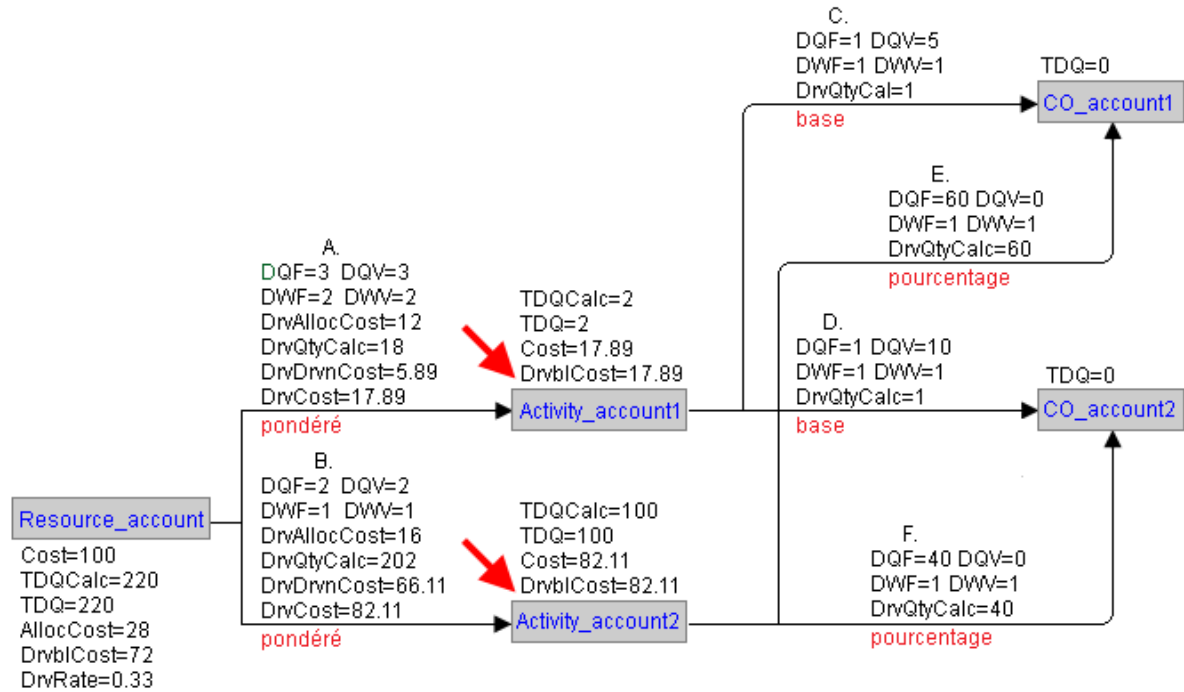 C.
DQF=1 DQV=5
DWF=1 DWV=1
DrvQtyCal=1
base
TDQ=0
CO_account1
E.
DQF=60 DQV=0
DWF=1 DWV=1
DrvQtyCalc=60
pourcentage
A.
DQF=3 DQV=3
DWF=2 DWV=2
DrvAllocCost=12
DrvQtyCalc=18
DrvDrvnCost=5.89
DrvCost=17.89
pondéré
TDQCalc=2
TDQ=2
Cost=17.89
DrvblCost=17.89
Activity_account1
D.
DQF=1 DQV=10
DWF=1 DWV=1
DrvQtyCalc=1
base
TDQ=0
CO_account2
B.
DQF=2 DQV=2
DWF=1 DWV=1
DrvAllocCost=16
DrvQtyCalc=202
DrvDrvnCost=66.11
DrvCost=82.11
pondéré
TDQCalc=100
TDQ=100
Cost=82.11
DrvblCost=82.11
Activity_account2
F.
DQF=40 DQV=0
DWF=1 DWV=1
DrvQtyCalc=40
pourcentage
Resource_account
Cost=100
TDQCalc=220
TDQ=220
AllocCost=28
DrvblCost=72
DrvRate=0.33